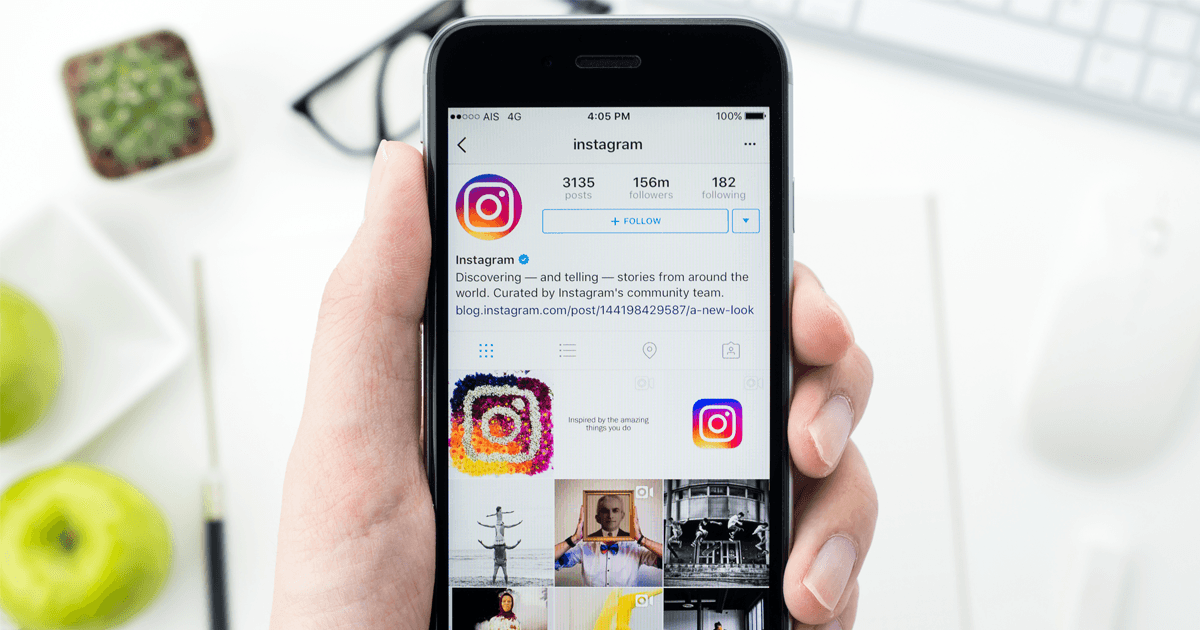 AIS 4G 4:05 PM 100%
instagram
3135 156m 182
posts followers following
+ FOLLOW
Instagram
Discovering — and telling — stories from around the
world. Curated by Instagram's community team.
blog.instagram.com/post/144198429587/a-new-look
Inspired by the amazing
things you do